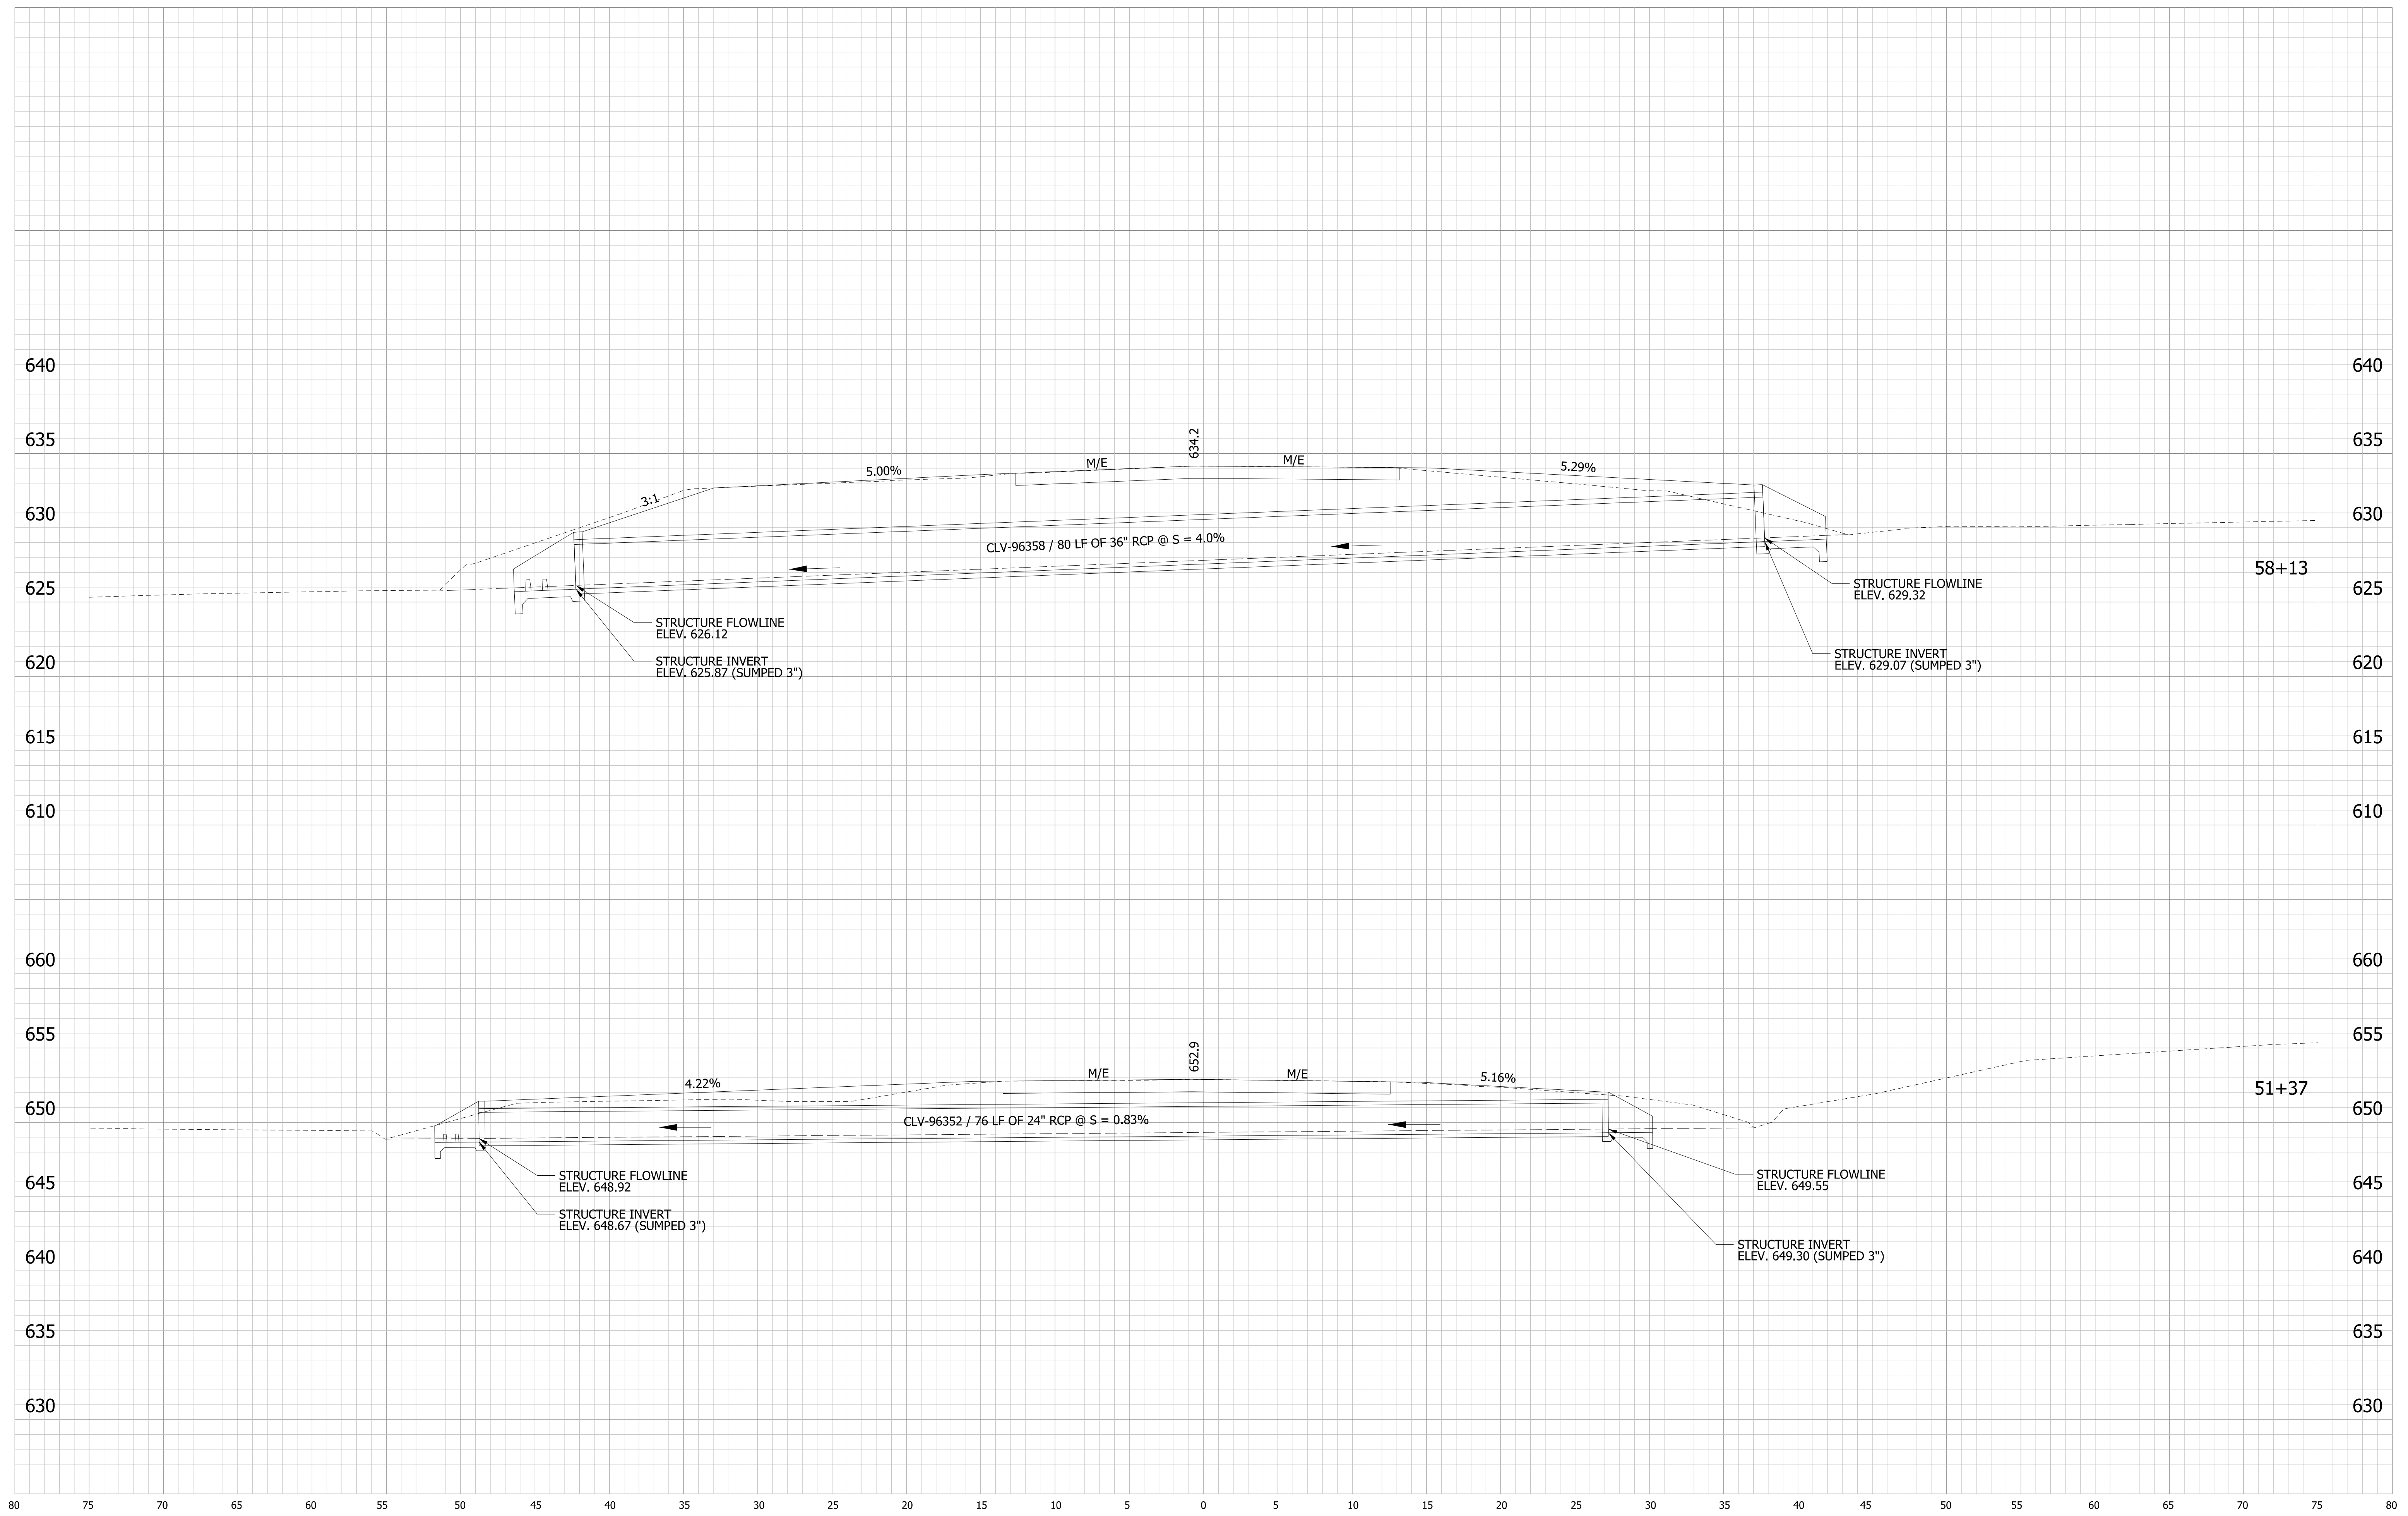 640 640
634.2
635 635
M/E M/E
5.00% 5.29%
3:1
630 630
CLV-96358 / 80 LF OF 36" RCP @ S = 4.0%
58+13
625 625
STRUCTURE FLOWLINE
ELEV. 629.32
STRUCTURE FLOWLINE
ELEV. 626.12
STRUCTURE INVERT
ELEV. 629.07 (SUMPED 3")
STRUCTURE INVERT
ELEV. 625.87 (SUMPED 3")
620 620
615 615
610 610
660 660
655 655
652.9
M/E M/E
4.22% 5.16%
51+37
650 650
CLV-96352 / 76 LF OF 24" RCP @ S = 0.83%
STRUCTURE FLOWLINE
ELEV. 648.92
STRUCTURE FLOWLINE
ELEV. 649.55
645 645
STRUCTURE INVERT
ELEV. 648.67 (SUMPED 3")
STRUCTURE INVERT
ELEV. 649.30 (SUMPED 3")
640 640
635 635
630 630
80 75 70 65 60 55 50 45 40 35 30 25 20 15 10 5 0 5 10 15 20 25 30 35 40 45 50 55 60 65 70 75 80